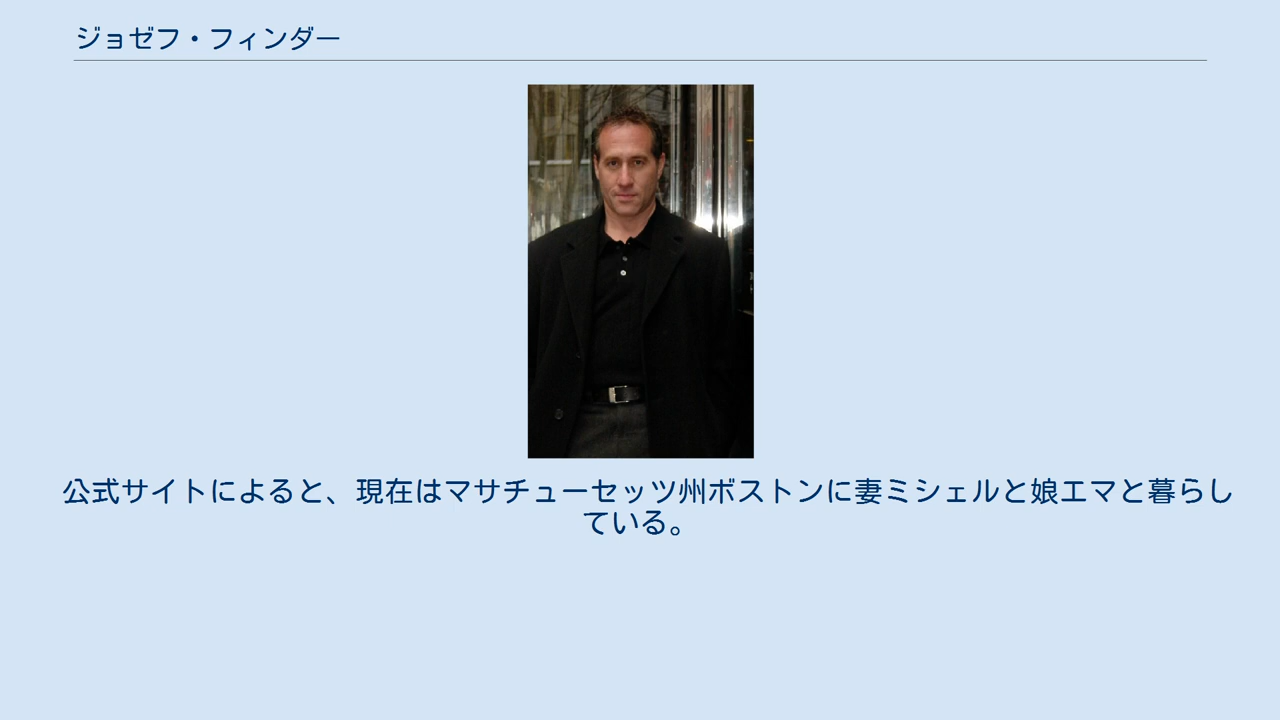 ジョゼフ・フィンダー
公式サイトによると、現在はマサチューセッツ州ボストンに妻ミシェルと娘エマと暮らし
ている。